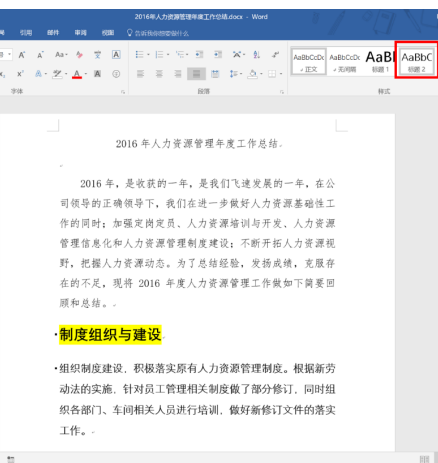 2016年人力资源管理年度工作总结.docx - Word
引用 邮件 审阅 视图 告诉我你想要做什么
AaBbCcDc AaBbCcDc AaBl AaBbC
正文 无间隔 标题 1 标题 2
字体 段落 样式
2016 年人力资源管理年度工作总结
2016 年，是收获的一年，是我们飞速发展的一年，在公
司领导的正确领导下，我们在进一步做好人力资源基础性工
作的同时；加强定岗定员、人力资源培训与开发、人力资源
管理信息化和人力资源管理制度建设；不断开拓人力资源视
野，把握人力资源动态。为了总结经验，发扬成绩，克服存
在的不足，现将 2016 年度人力资源管理工作做如下简要回
顾和总结。
制度组织与建设
组织制度建设，积极落实原有人力资源管理制度。根据新劳
动法的实施，针对员工管理相关制度做了部分修订，同时组
织各部门、车间相关人员进行培训，做好新修订文件的落实
工作。